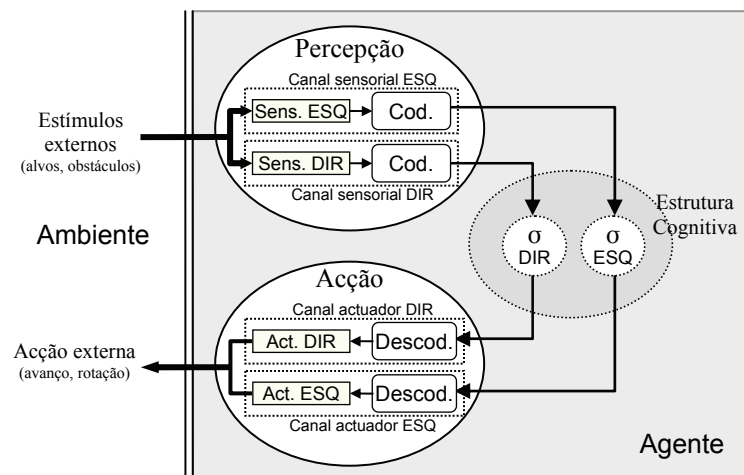 Percepção
Canal sensorial ESQ
Sens. ESQ
Cod.
Estímulos
externos
(alvos, obstáculos)
Sens. DIR
Cod.
Canal sensorial DIR
Ambiente
Estrutura
Cognitiva
σ
DIR
σ
ESQ
Acção
Canal actuador DIR
Act. DIR
Descod.
Acção externa
(avanço, rotação)
Act. ESQ
Descod.
Canal actuador ESQ
Agente